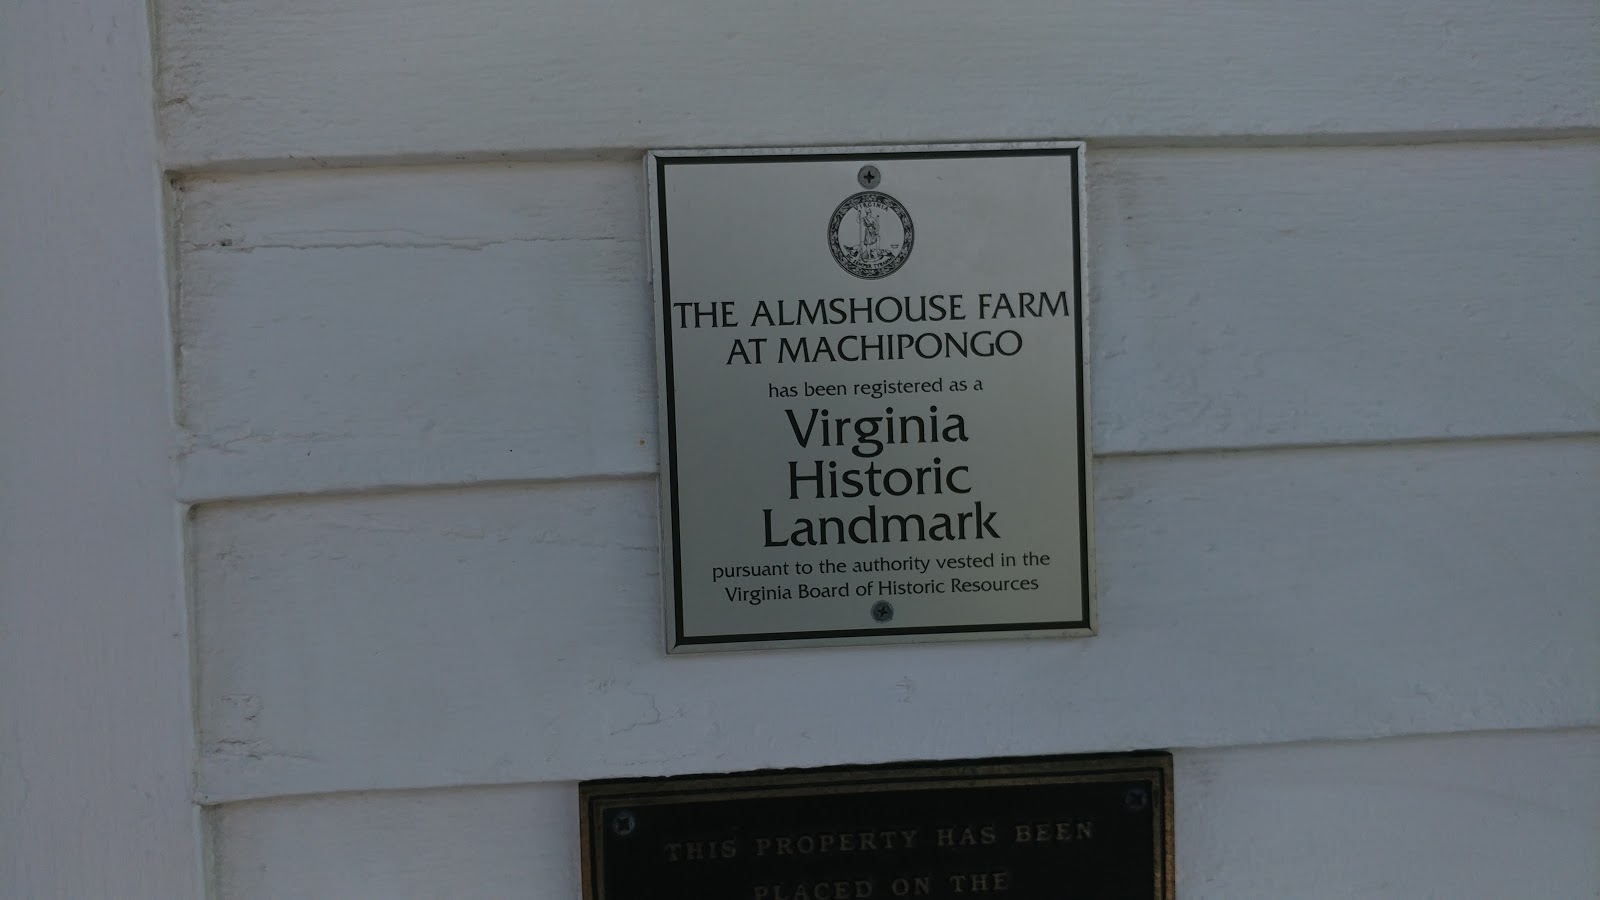 VIRGINIA
THE ALMSHOUSE FARM
AT MACHIPONGO
has been registered as a
Virginia
Historic
Landmark
pursuant to the authority vested in the
Virginia Board of Historic Resources
THIS PROPERTY HAS BEEN
PLACED ON THE